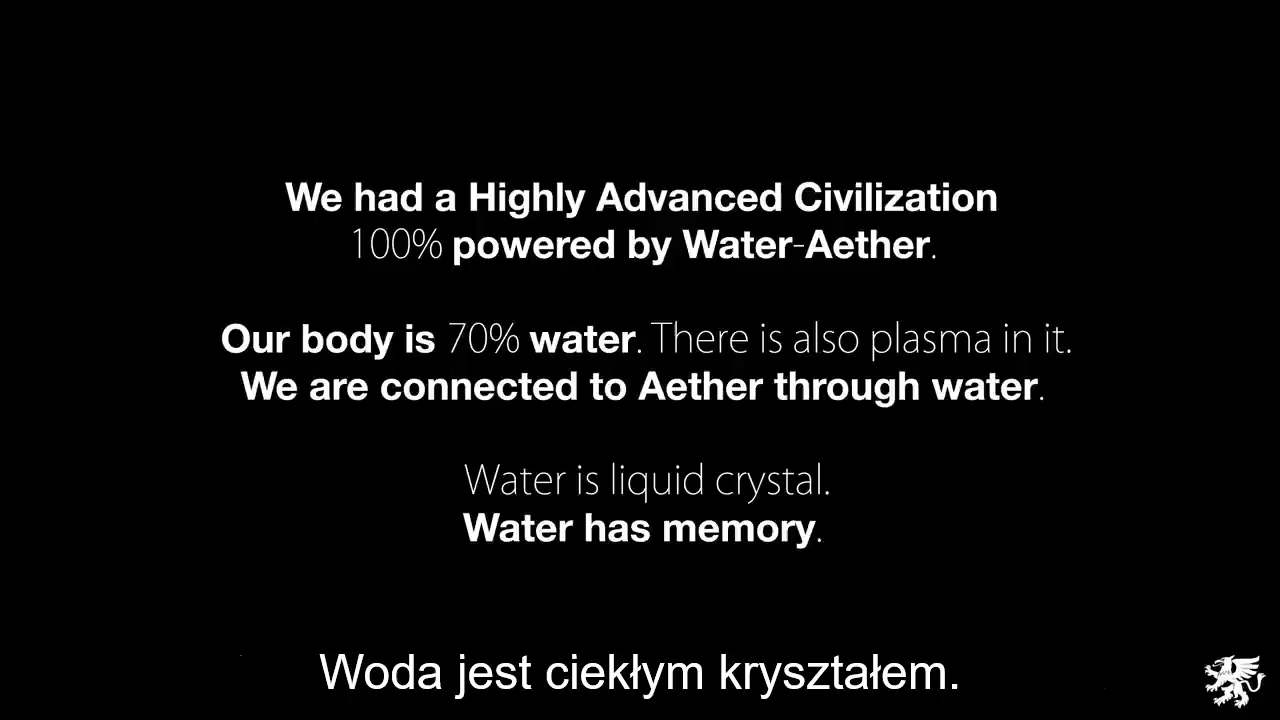 We had a Highly Advanced Civilization
100% powered by Water-Aether.
Our body is 70% water. There is also plasma in it.
We are connected to Aether through water.
Water is liquid crystal.
Water has memory.
Woda jest ciekłym kryształem.